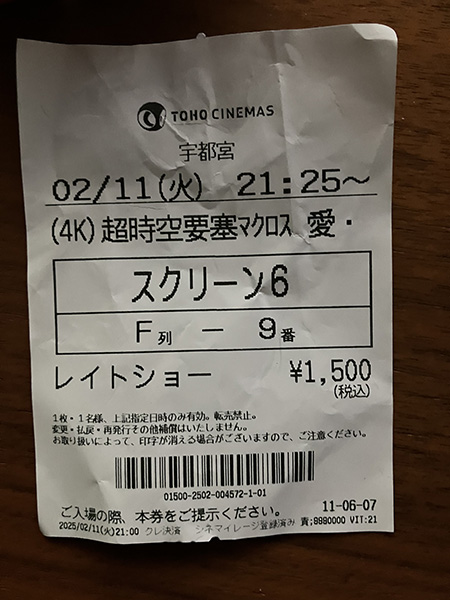 TOHO CINEMAS
宇都宮
02/11(火) 21:25～
(4K)超時空要塞マクロス 愛・
スクリーン6
F列 － 9番
レイトショー ¥1,500
(税込)
1枚・1名様、上記指定日時のみ有効。転売禁止。
変更・払戻・再発行その他補償はいたしません。
お取り扱いによって、印字が消える場合がございますので、ご注意ください。
01500-2502-004572-1-01
ご入場の際、本券をご提示ください。 11-06-07
2025/02/11(火)21:00 クレ決済 シネマイレージ登録済み 責:9990000 VIT:21